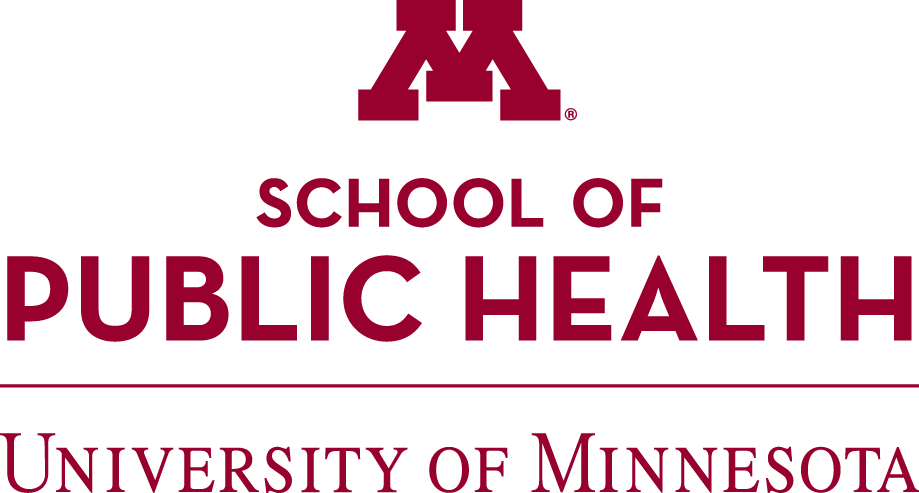 M®
SCHOOL OF
PUBLIC HEALTH
UNIVERSITY OF MINNESOTA